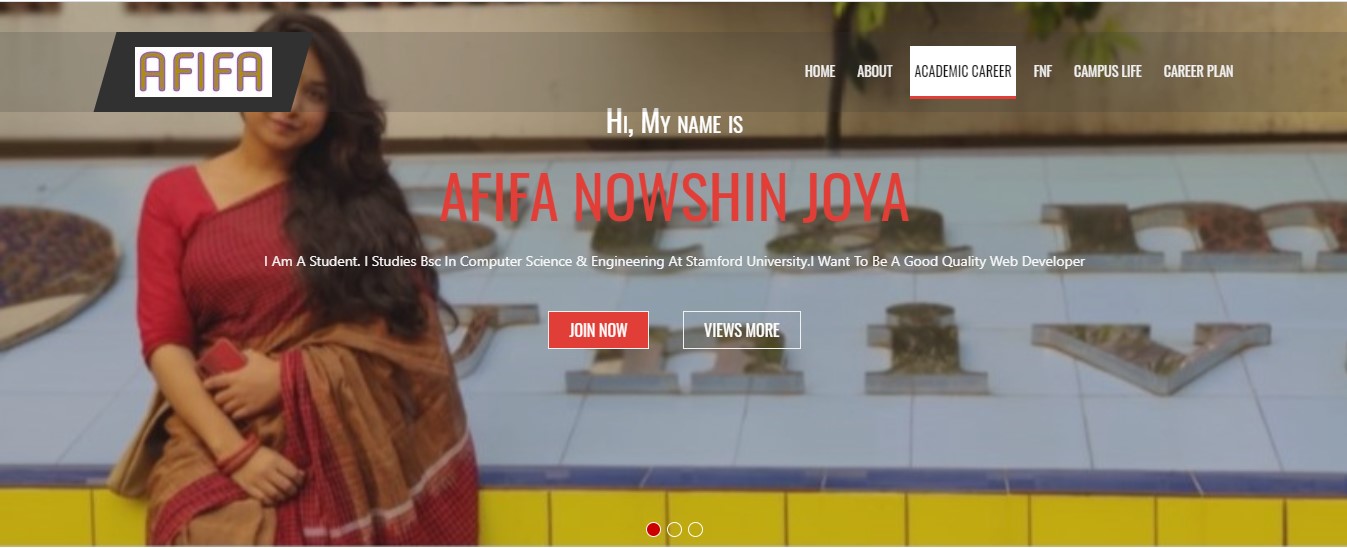 AFIFA
HOME ABOUT ACADEMIC CAREER FNF CAMPUS LIFE CAREER PLAN
Hi, My name is
AFIFA NOWSHIN JOYA
I Am A Student. I Studies Bsc In Computer Science & Engineering At Stamford University.I Want To Be A Good Quality Web Developer
JOIN NOW VIEWS MORE